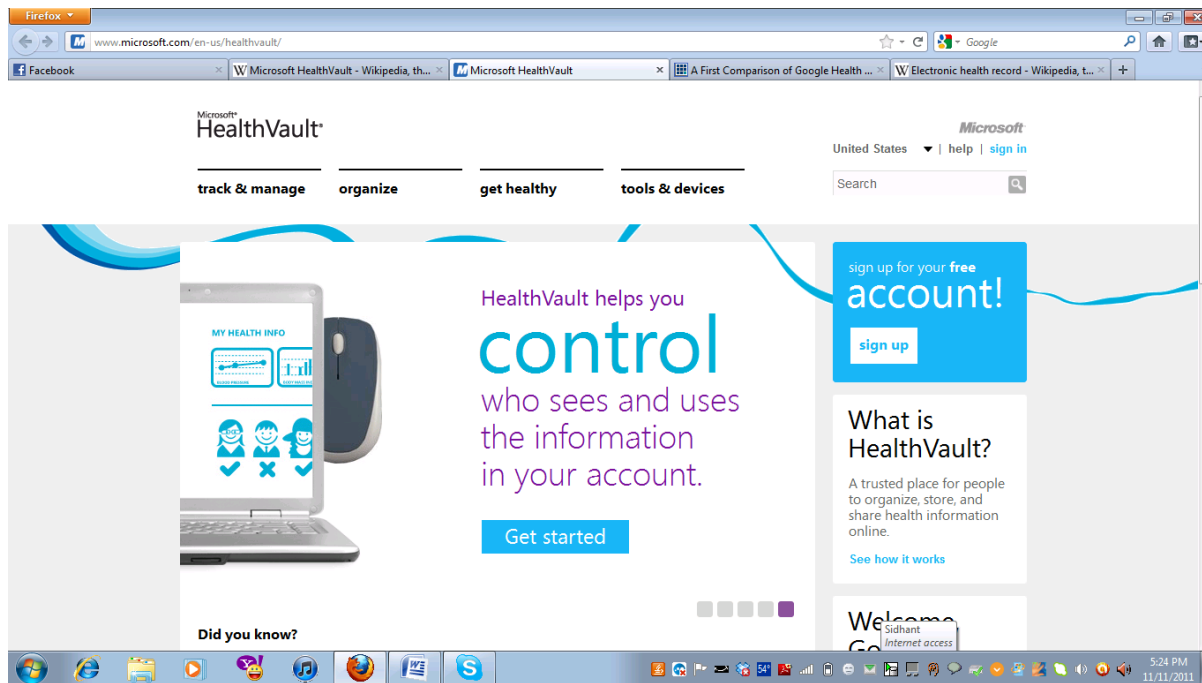 Firefox
www.microsoft.com/en-us/healthvault/
Google
Facebook
Microsoft HealthVault - Wikipedia, th...
Microsoft HealthVault
A First Comparison of Google Health ...
Electronic health record - Wikipedia, t...
Microsoft®
HealthVault®
Microsoft
United States | help | sign in
track & manage
organize
get healthy
tools & devices
Search
MY HEALTH INFO
BLOOD PRESSURE
HealthVault helps you
control
who sees and uses
the information
in your account.
Get started
sign up for your free
account!
sign up
What is
HealthVault?
A trusted place for people
to organize, store, and
share health information
online.
See how it works
Did you know?
Welcome,
Sidhant
Internet access
54°
5:24 PM
11/11/2011